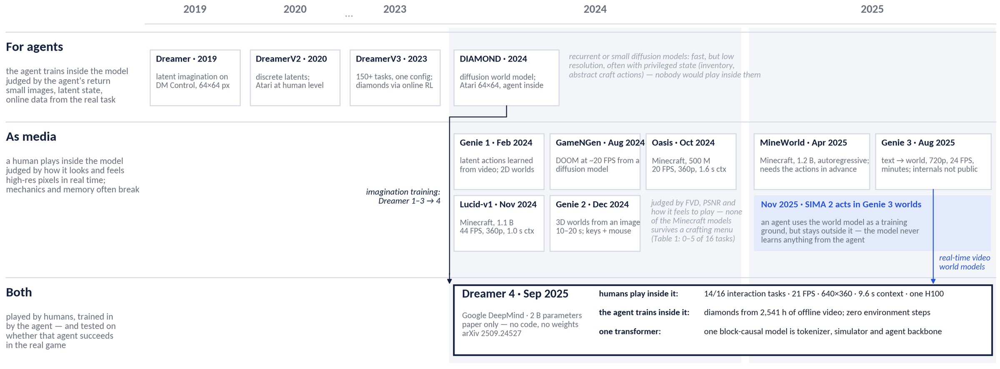 2019
2020
...
2023
2024
2025
For agents
the agent trains inside the model
judged by the agent's return
small images, latent state,
online data from the real task
Dreamer · 2019
latent imagination on
DM Control, 64×64 px
DreamerV2 · 2020
discrete latents;
Atari at human level
DreamerV3 · 2023
150+ tasks, one config;
diamonds via online RL
DIAMOND · 2024
diffusion world model;
Atari 64×64, agent inside
recurrent or small diffusion models: fast, but low
resolution, often with privileged state (inventory,
abstract craft actions) — nobody would play inside them
As media
a human plays inside the model
judged by how it looks and feels
high-res pixels in real time;
mechanics and memory often break
imagination training:
Dreamer 1–3 → 4
Genie 1 · Feb 2024
latent actions learned
from video; 2D worlds
GameNGen · Aug 2024
DOOM at ~20 FPS from a
diffusion model
Oasis · Oct 2024
Minecraft, 500 M
20 FPS, 360p, 1.6 s ctx
MineWorld · Apr 2025
Minecraft, 1.2 B, autoregressive;
needs the actions in advance
Genie 3 · Aug 2025
text → world, 720p, 24 FPS,
minutes; internals not public
Lucid-v1 · Nov 2024
Minecraft, 1.1 B
44 FPS, 360p, 1.0 s ctx
Genie 2 · Dec 2024
3D worlds from an image
10–20 s; keys + mouse
judged by FVD, PSNR and
how it feels to play — none
of the Minecraft models
survives a crafting menu
(Table 1: 0–5 of 16 tasks)
Nov 2025 · SIMA 2 acts in Genie 3 worlds
an agent uses the world model as a training
ground, but stays outside it — the model never
learns anything from the agent
real-time video
world models
Both
played by humans, trained in
by the agent — and tested on
whether that agent succeeds
in the real game
Dreamer 4 · Sep 2025
Google DeepMind · 2 B parameters
paper only — no code, no weights
arXiv 2509.24527
humans play inside it: 14/16 interaction tasks · 21 FPS · 640×360 · 9.6 s context · one H100
the agent trains inside it: diamonds from 2,541 h of offline video; zero environment steps
one transformer: one block-causal model is tokenizer, simulator and agent backbone